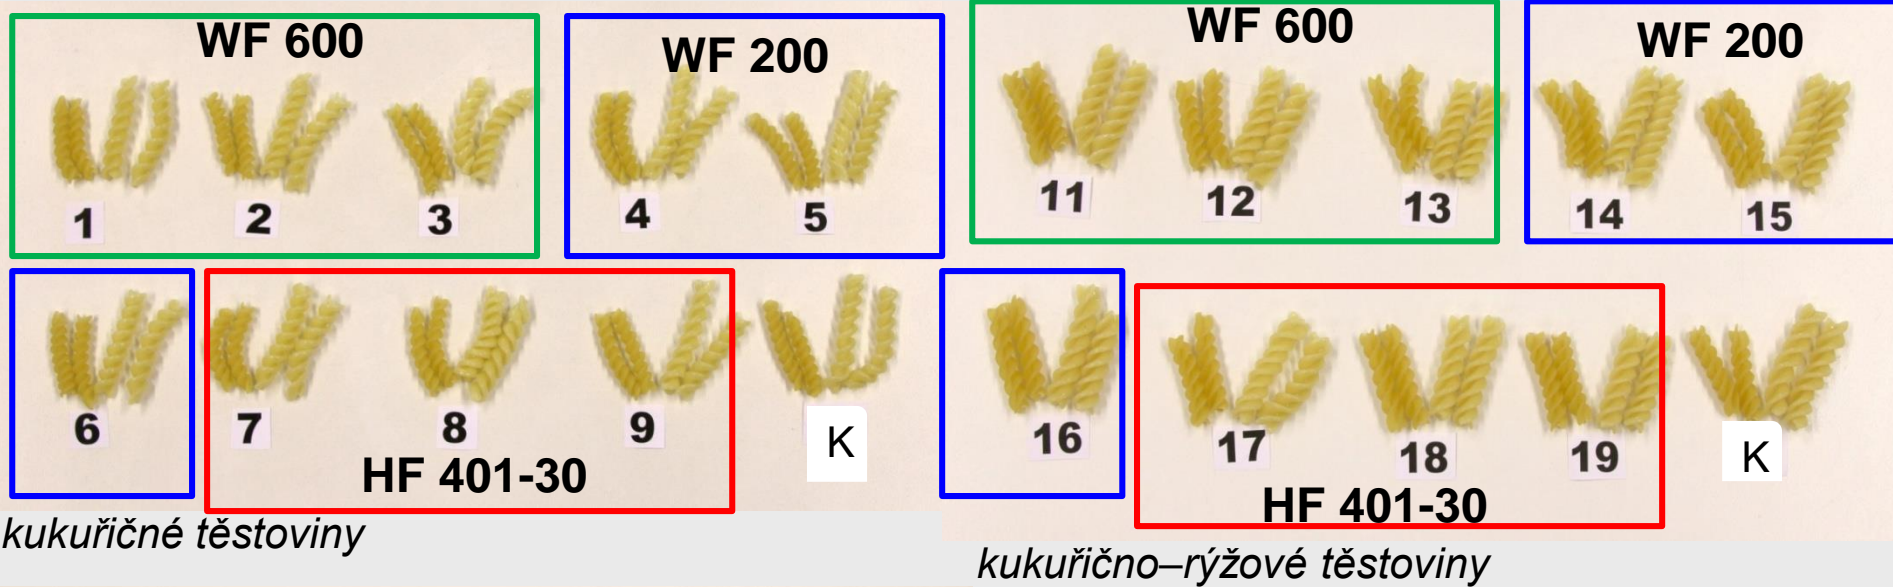 WF 600
WF 200
1 2 3 4 5
6 7 8 9 K
HF 401-30
kukuřičné těstoviny
WF 600
WF 200
11 12 13 14 15
16 17 18 19 K
HF 401-30
kukuřično–rýžové těstoviny